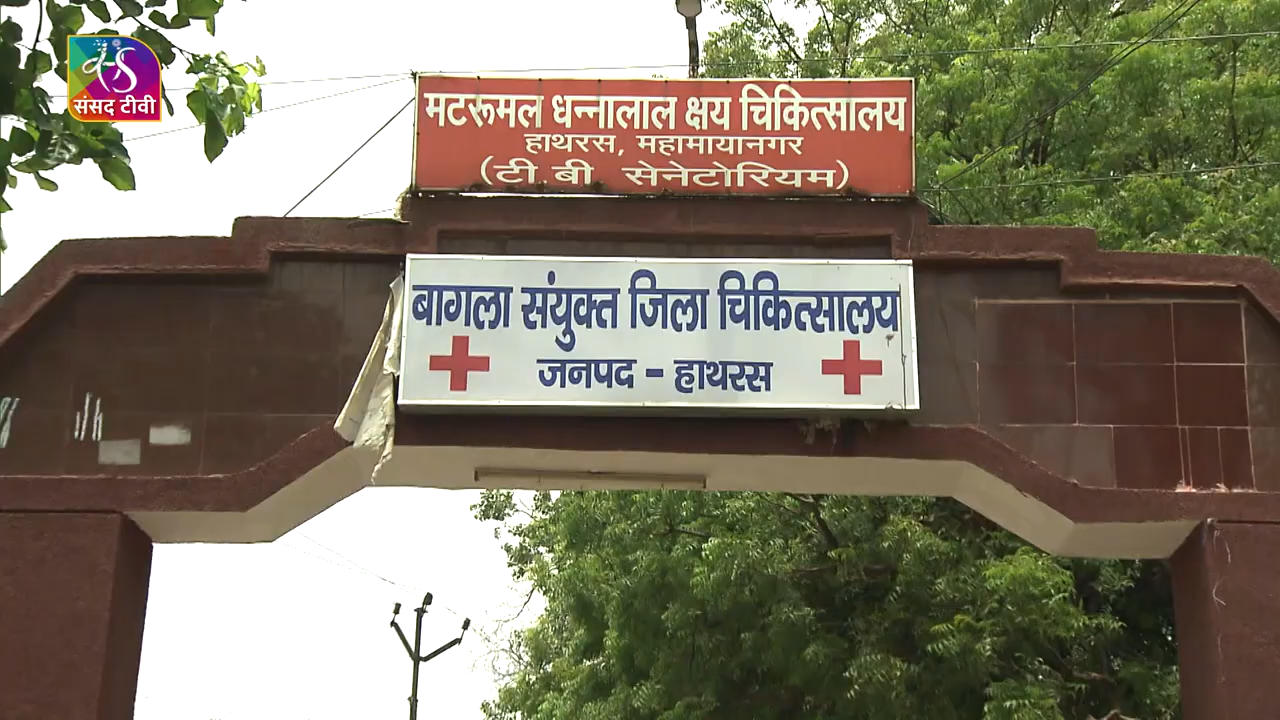 संसद टीवी
मटरूमल धन्नालाल क्षय चिकित्सालय
हाथरस, महामायानगर
(टी.बी सेनेटोरियम)
बागला संयुक्त जिला चिकित्सालय
जनपद - हाथरस